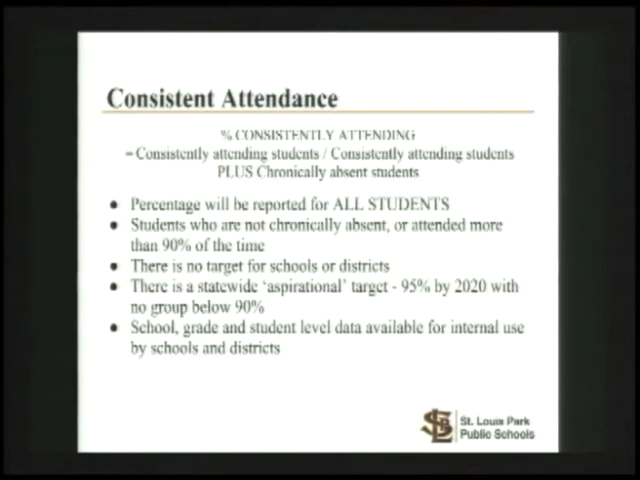 Consistent Attendance
% CONSISTENTLY ATTENDING
= Consistently attending students / Consistently attending students
PLUS Chronically absent students
● Percentage will be reported for ALL STUDENTS
● Students who are not chronically absent, or attended more
than 90% of the time
● There is no target for schools or districts
● There is a statewide ‘aspirational’ target - 95% by 2020 with
no group below 90%
● School, grade and student level data available for internal use
by schools and districts
St. Louis Park
Public Schools